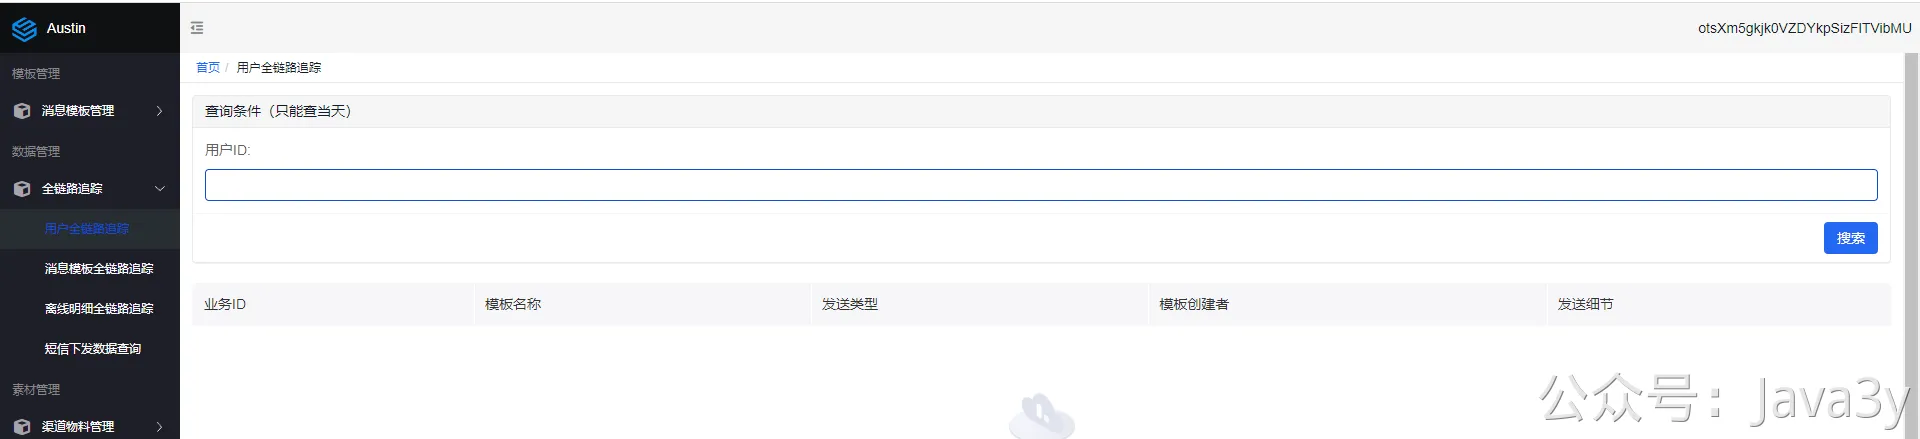 Austin
otsXm5gkjk0VZDYkpSizFITVibMU
首页 / 用户全链路追踪
模板管理
消息模板管理
数据管理
全链路追踪
用户全链路追踪
消息模板全链路追踪
离线明细全链路追踪
短信下发数据查询
素材管理
渠道物料管理
查询条件（只能查当天）
用户ID:
搜索
业务ID 模板名称 发送类型 模板创建者 发送细节
公众号：Java3y